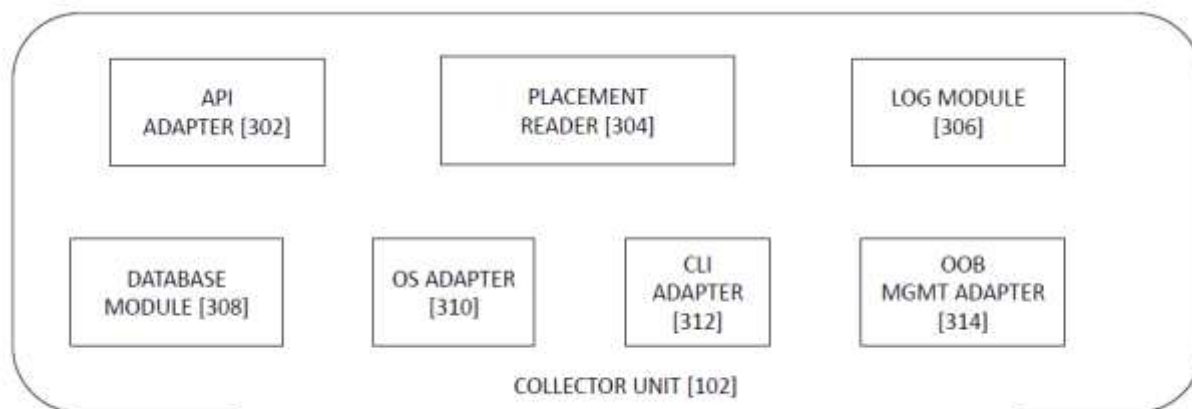 API
ADAPTER [302]
PLACEMENT
READER [304]
LOG MODULE
[306]
DATABASE
MODULE [308]
OS ADAPTER
[310]
CLI
ADAPTER
[312]
OOB
MGMT ADAPTER
[314]
COLLECTOR UNIT [102]